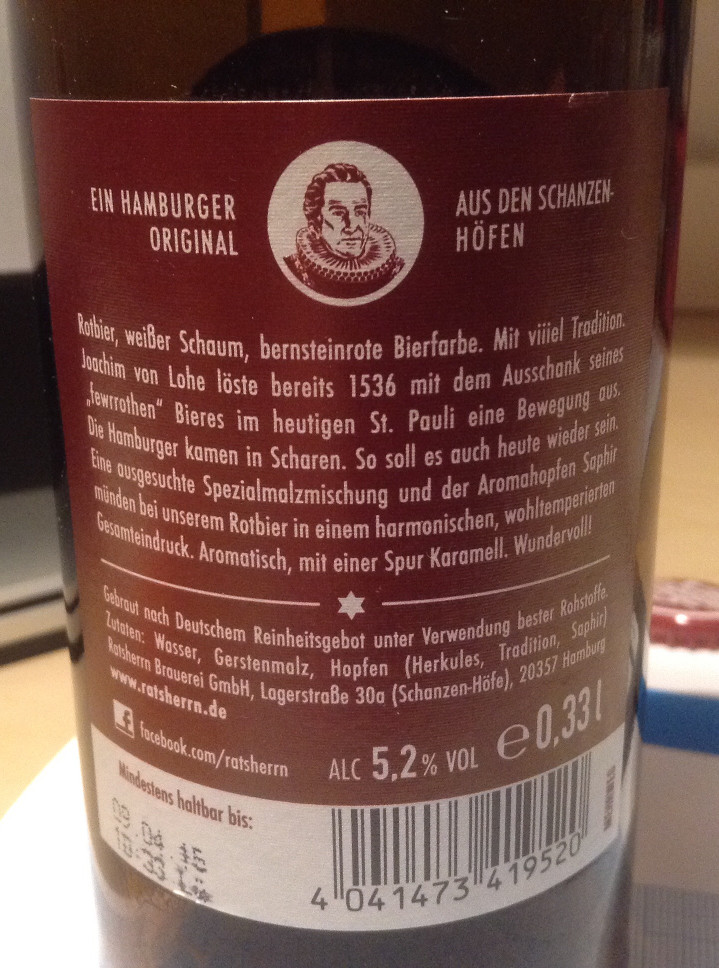 EIN HAMBURGER
ORIGINAL
AUS DEN SCHANZEN-
HÖFEN
Rotbier, weißer Schaum, bernsteinrote Bierfarbe. Mit viiiel Tradition.
Joachim von Lohe löste bereits 1536 mit dem Ausschank seines
„fewrrothen“ Bieres im heutigen St. Pauli eine Bewegung aus.
Die Hamburger kamen in Scharen. So soll es auch heute wieder sein.
Eine ausgesuchte Spezialmalzmischung und der Aromahopfen Saphir
münden bei unserem Rotbier in einem harmonischen, wohltemperierten
Gesamteindruck. Aromatisch, mit einer Spur Karamell. Wundervoll!
Gebraut nach Deutschem Reinheitsgebot unter Verwendung bester Rohstoffe.
Zutaten: Wasser, Gerstenmalz, Hopfen (Herkules, Tradition, Saphir)
Ratsherrn Brauerei GmbH, Lagerstraße 30a (Schanzen-Höfe), 20357 Hamburg
www.ratsherrn.de
facebook.com/ratsherrn
ALC 5,2% VOL e 0,33 l
Mindestens haltbar bis:
4 041473 419520